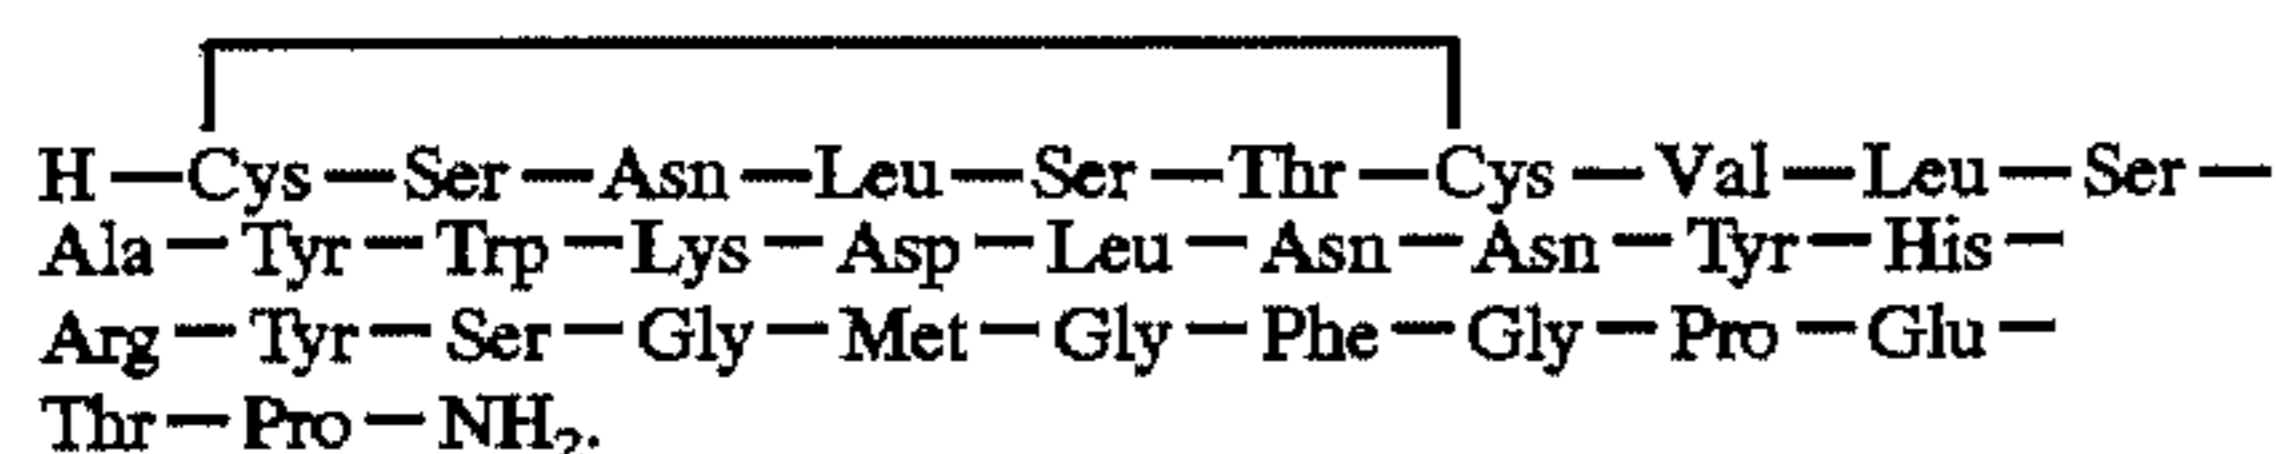 H—Cys—Ser—Asn—Leu—Ser—Thr—Cys—Val—Leu—Ser—
Ala—Tyr—Trp—Lys—Asp—Leu—Asn—Asn—Tyr—His—
Arg—Tyr—Ser—Gly—Met—Gly—Phe—Gly—Pro—Glu—
Thr—Pro—NH₂.